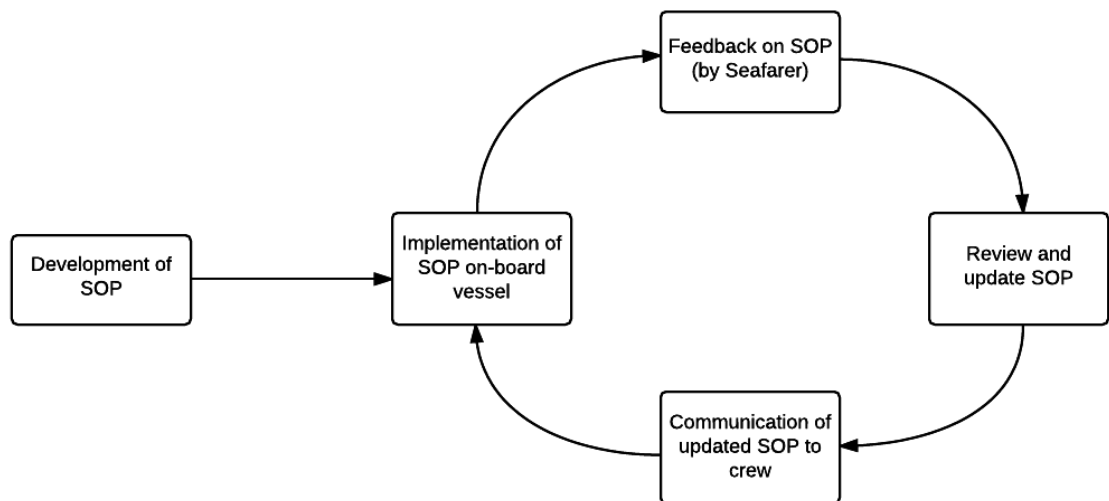 Feedback on SOP
(by Seafarer)
Development of
SOP
Implementation of
SOP on-board
vessel
Review and
update SOP
Communication of
updated SOP to
crew